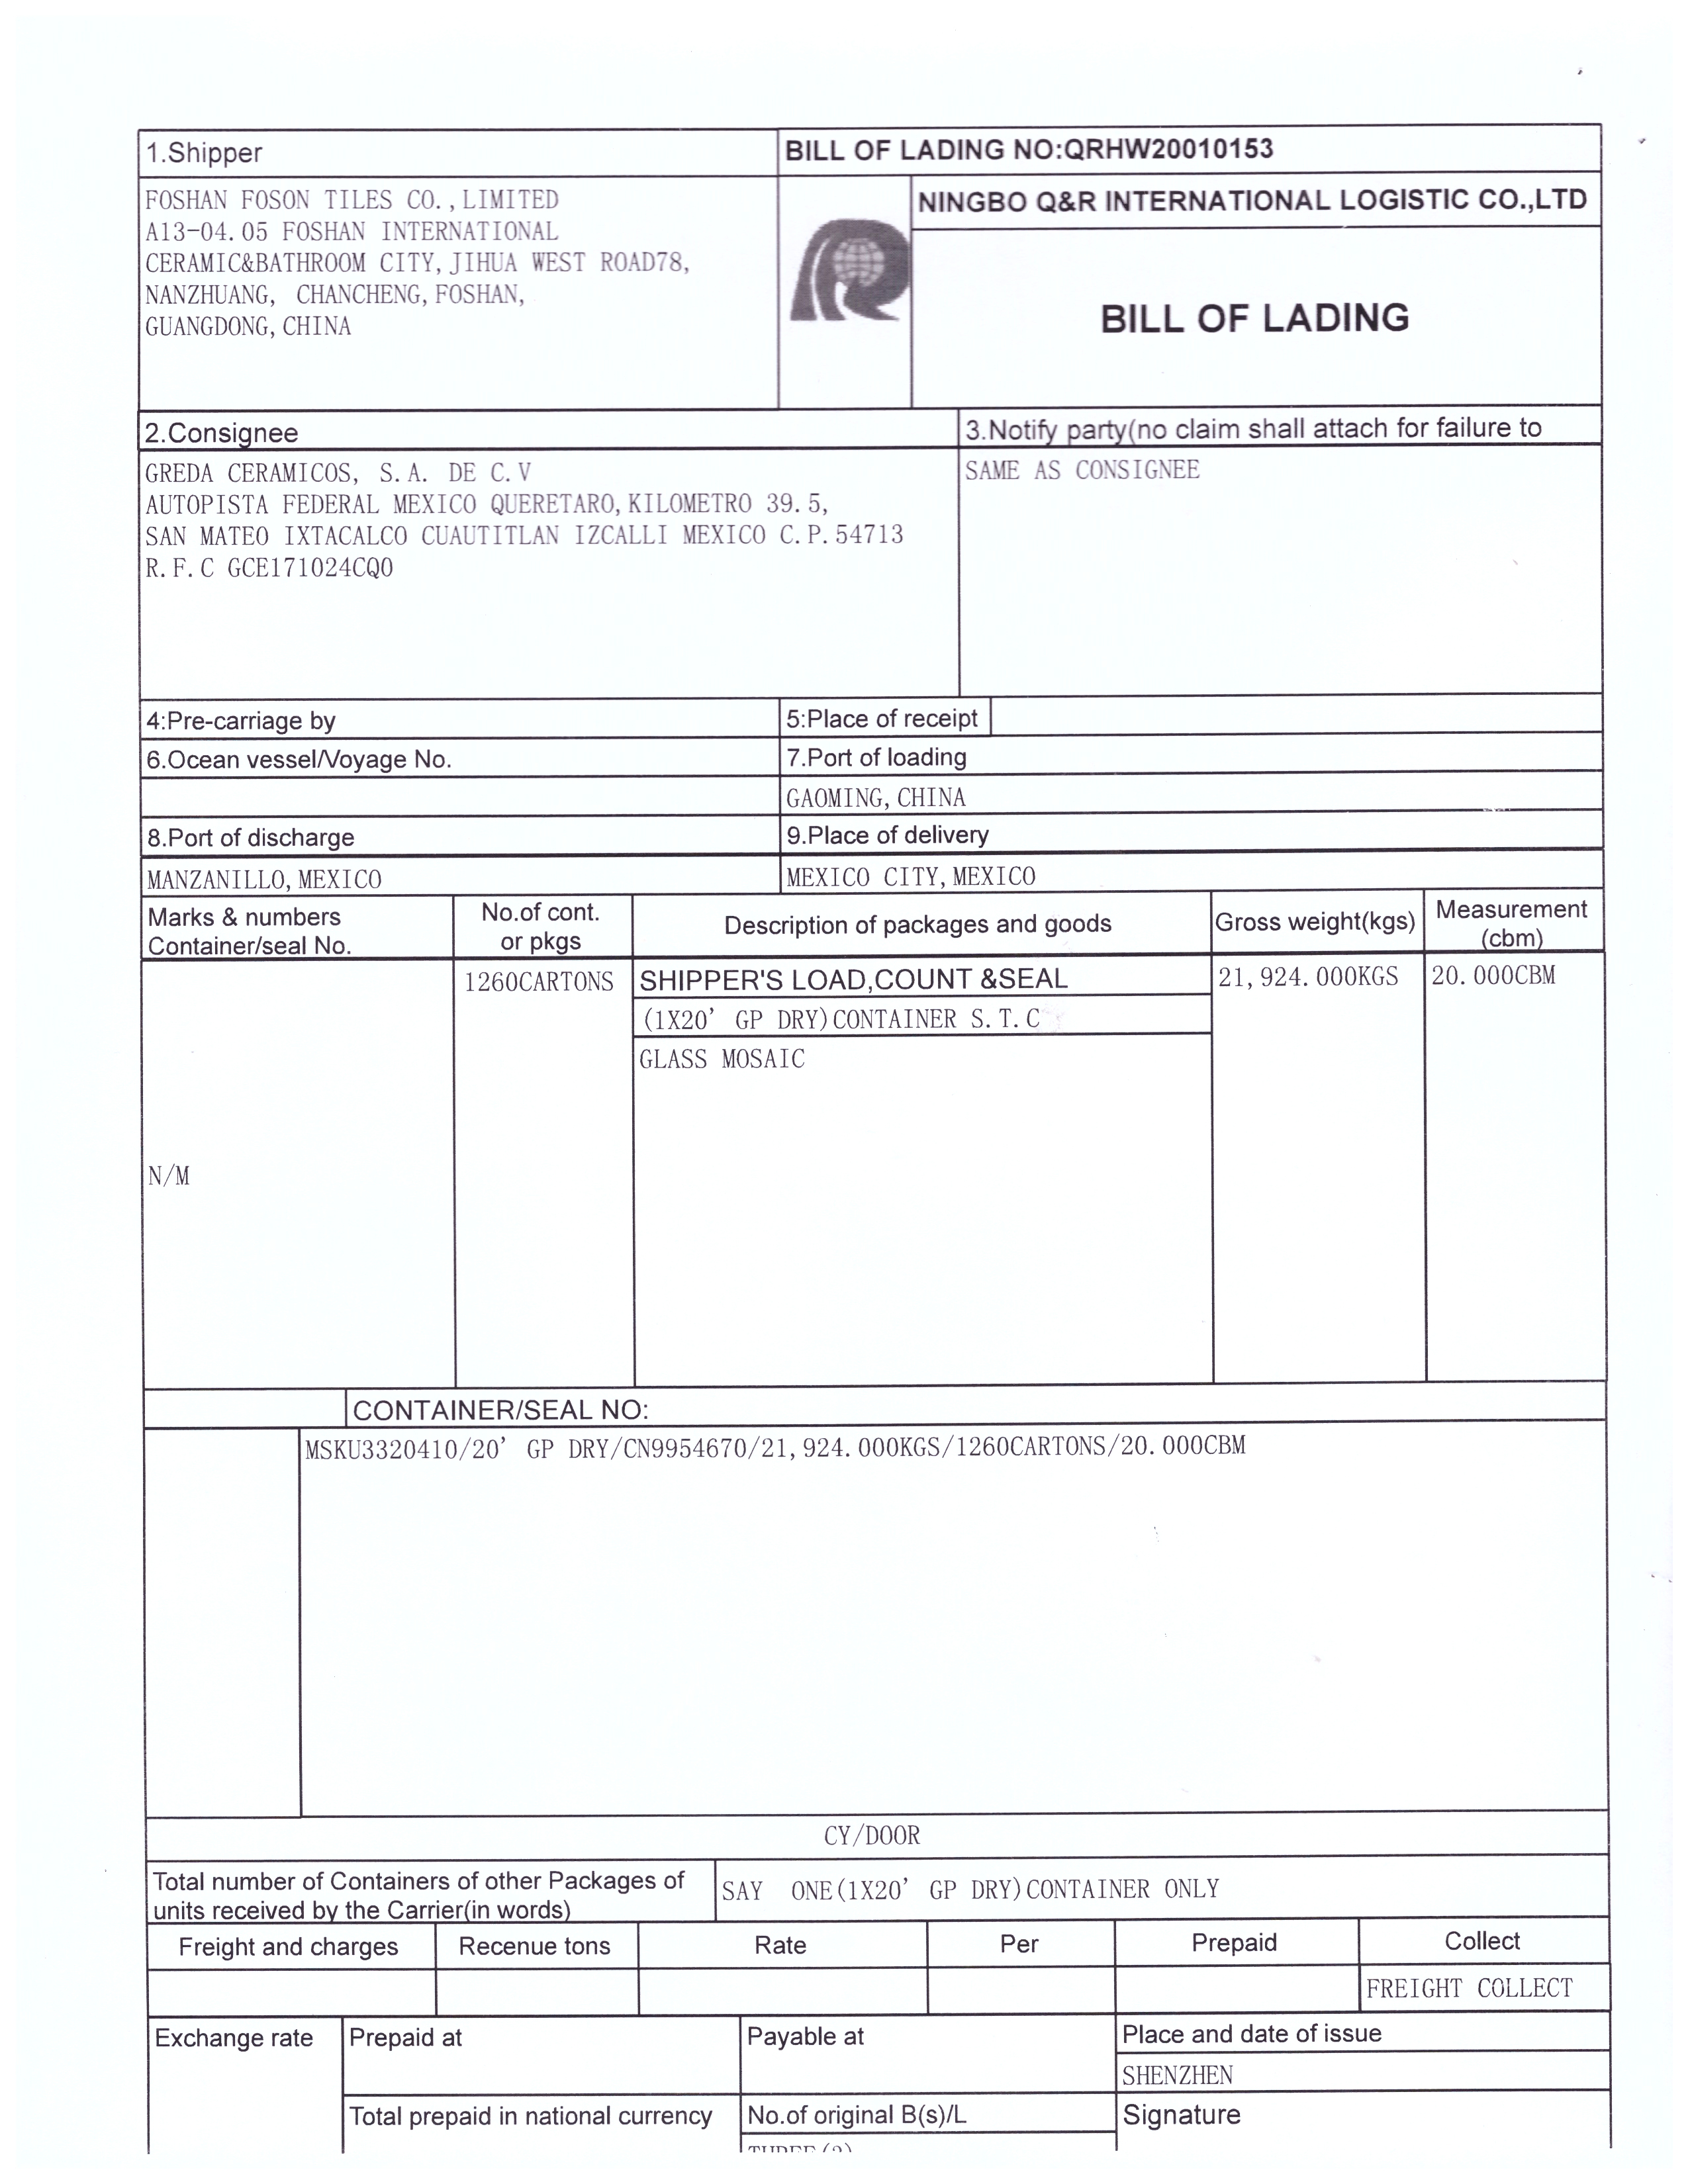 1.Shipper
BILL OF LADING NO:QRHW20010153
FOSHAN FOSON TILES CO.,LIMITED
A13-04.05 FOSHAN INTERNATIONAL
CERAMIC&BATHROOM CITY,JIHUA WEST ROAD78,
NANZHUANG, CHANCHENG,FOSHAN,
GUANGDONG,CHINA
NINGBO Q&R INTERNATIONAL LOGISTIC CO.,LTD
BILL OF LADING
2.Consignee
3.Notify party(no claim shall attach for failure to
GREDA CERAMICOS, S.A. DE C.V
AUTOPISTA FEDERAL MEXICO QUERETARO,KILOMETRO 39.5,
SAN MATEO IXTACALCO CUAUTITLAN IZCALLI MEXICO C.P.54713
R.F.C GCE171024CQ0
SAME AS CONSIGNEE
4:Pre-carriage by
5:Place of receipt
6.Ocean vessel/Voyage No.
7.Port of loading
GAOMING,CHINA
8.Port of discharge
9.Place of delivery
MANZANILLO,MEXICO
MEXICO CITY,MEXICO
Marks & numbers
Container/seal No.
No.of cont.
or pkgs
Description of packages and goods
Gross weight(kgs)
Measurement
(cbm)
1260CARTONS
SHIPPER'S LOAD,COUNT &SEAL
21,924.000KGS
20.000CBM
(1X20' GP DRY)CONTAINER S.T.C
GLASS MOSAIC
N/M
CONTAINER/SEAL NO:
MSKU3320410/20' GP DRY/CN9954670/21,924.000KGS/1260CARTONS/20.000CBM
CY/DOOR
Total number of Containers of other Packages of
units received by the Carrier(in words)
SAY ONE(1X20' GP DRY)CONTAINER ONLY
Freight and charges
Recenue tons
Rate
Per
Prepaid
Collect
FREIGHT COLLECT
Exchange rate
Prepaid at
Payable at
Place and date of issue
SHENZHEN
Total prepaid in national currency
No.of original B(s)/L
Signature